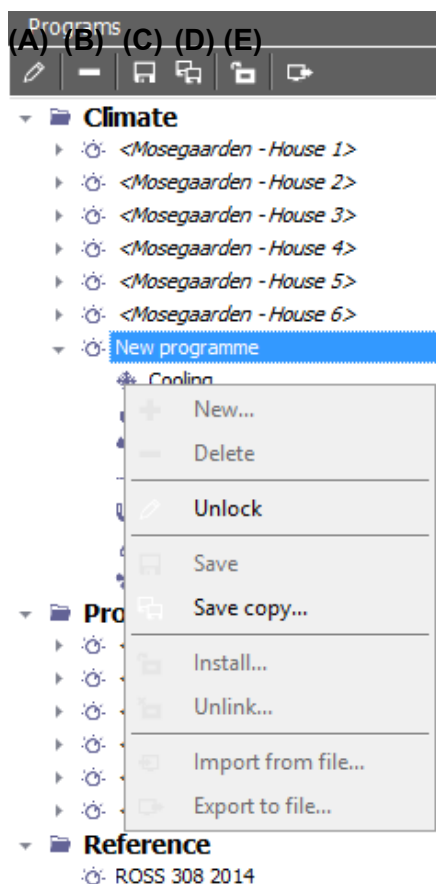 Programs
(A) (B) (C) (D) (E)
Climate
<Mosegaarden - House 1>
<Mosegaarden - House 2>
<Mosegaarden - House 3>
<Mosegaarden - House 4>
<Mosegaarden - House 5>
<Mosegaarden - House 6>
New programme
Cooling
New...
Delete
Unlock
Save
Save copy...
Pro
Install...
Unlink...
Import from file...
Export to file...
Reference
ROSS 308 2014